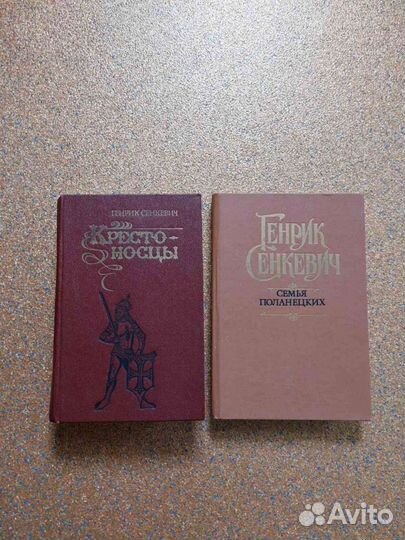 ГЕНРИК СЕНКЕВИЧ
КРЕСТО-
НОСЦЫ
ГЕНРИК
СЕНКЕВИЧ
СЕМЬЯ
ПОЛАНЕЦКИХ
Avito